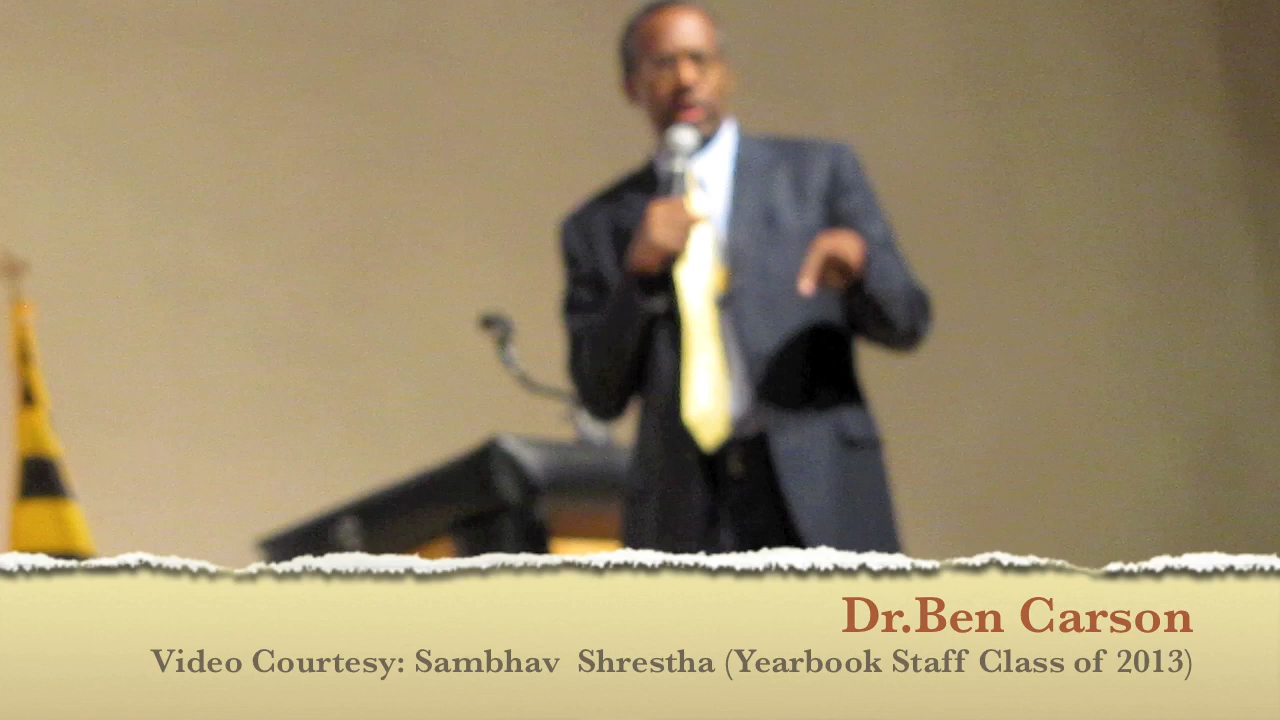 Dr.Ben Carson
Video Courtesy: Sambhav  Shrestha (Yearbook Staff Class of 2013)